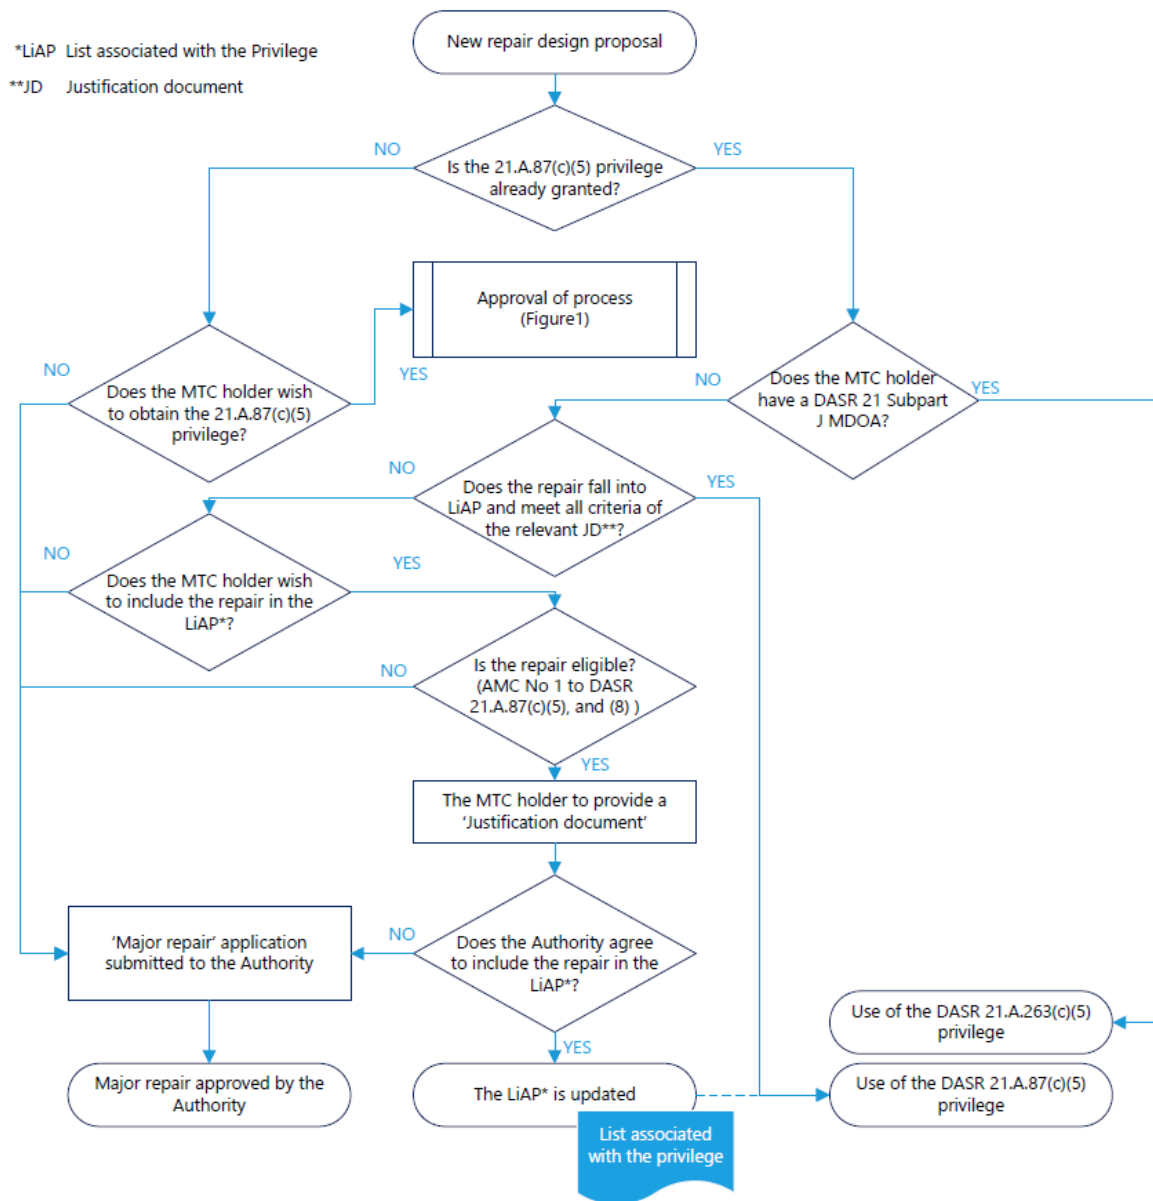 *LiAP List associated with the Privilege
**JD Justification document
New repair design proposal
Is the 21.A.87(c)(5) privilege
already granted?
NO
YES
Approval of process
(Figure1)
NO
Does the MTC holder wish
to obtain the 21.A.87(c)(5)
privilege?
YES
NO
Does the MTC holder
have a DASR 21 Subpart
J MDOA?
YES
NO
Does the repair fall into
LiAP and meet all criteria of
the relevant JD**?
YES
NO
Does the MTC holder wish
to include the repair in the
LiAP*?
YES
NO
Is the repair eligible?
(AMC No 1 to DASR
21.A.87(c)(5), and (8) )
YES
The MTC holder to provide a
‘Justification document’
‘Major repair’ application
submitted to the Authority
NO
Does the Authority agree
to include the repair in the
LiAP*?
YES
Use of the DASR 21.A.263(c)(5)
privilege
Major repair approved by the
Authority
The LiAP* is updated
Use of the DASR 21.A.87(c)(5)
privilege
List associated
with the privilege